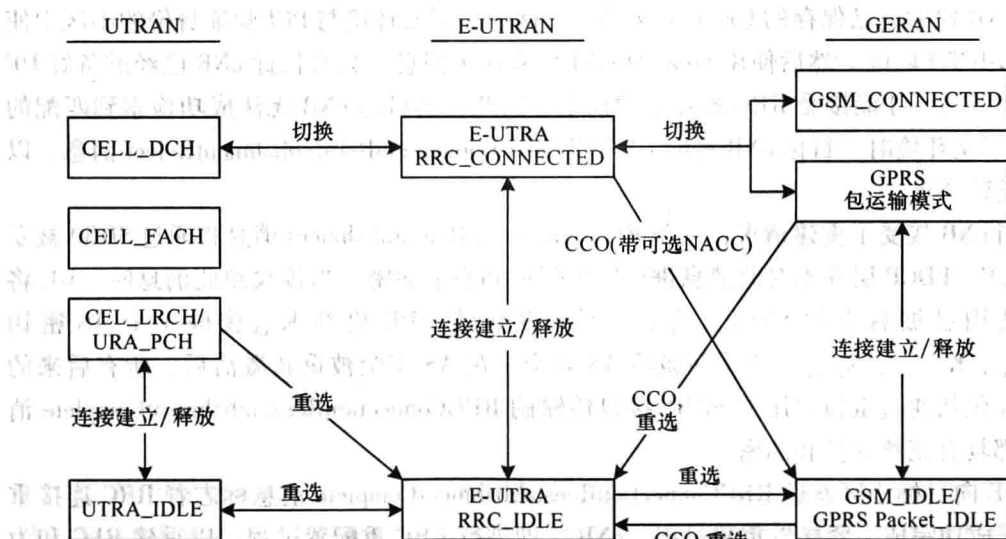 UTRAN
E-UTRAN
GERAN
GSM_CONNECTED
CELL_DCH
切换
E-UTRA
RRC_CONNECTED
切换
GPRS
包运输模式
CELL_FACH
CCO(带可选NACC)
CEL_LRCH/
URA_PCH
连接建立/释放
连接建立/释放
连接建立/释放
重选
CCO,
重选
UTRA_IDLE
重选
E-UTRA
RRC_IDLE
重选
GSM_IDLE/
GPRS Packet_IDLE
CCO 重选